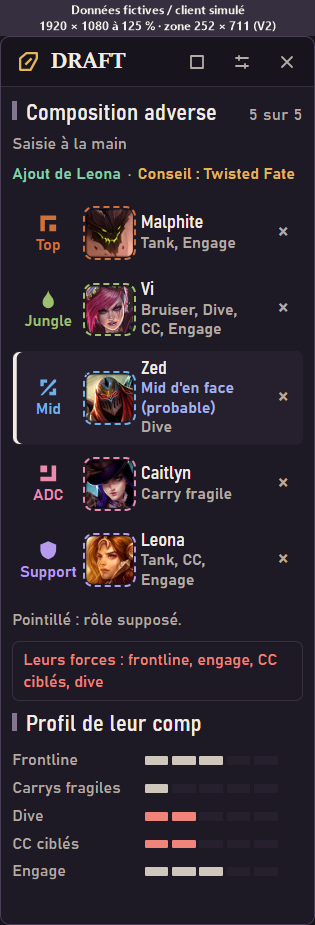 Données fictives / client simulé
1920 × 1080 à 125 % · zone 252 × 711 (V2)
DRAFT
Composition adverse 5 sur 5
Saisie à la main
Ajout de Leona · Conseil : Twisted Fate
Top
Malphite
Tank, Engage
×
Jungle
Vi
Bruiser, Dive,
CC, Engage
×
Mid
Zed
Mid d'en face
(probable)
Dive
×
ADC
Caitlyn
Carry fragile
×
Support
Leona
Tank, CC,
Engage
×
Pointillé : rôle supposé.
Leurs forces : frontline, engage, CC
ciblés, dive
Profil de leur comp
Frontline
Carrys fragiles
Dive
CC ciblés
Engage